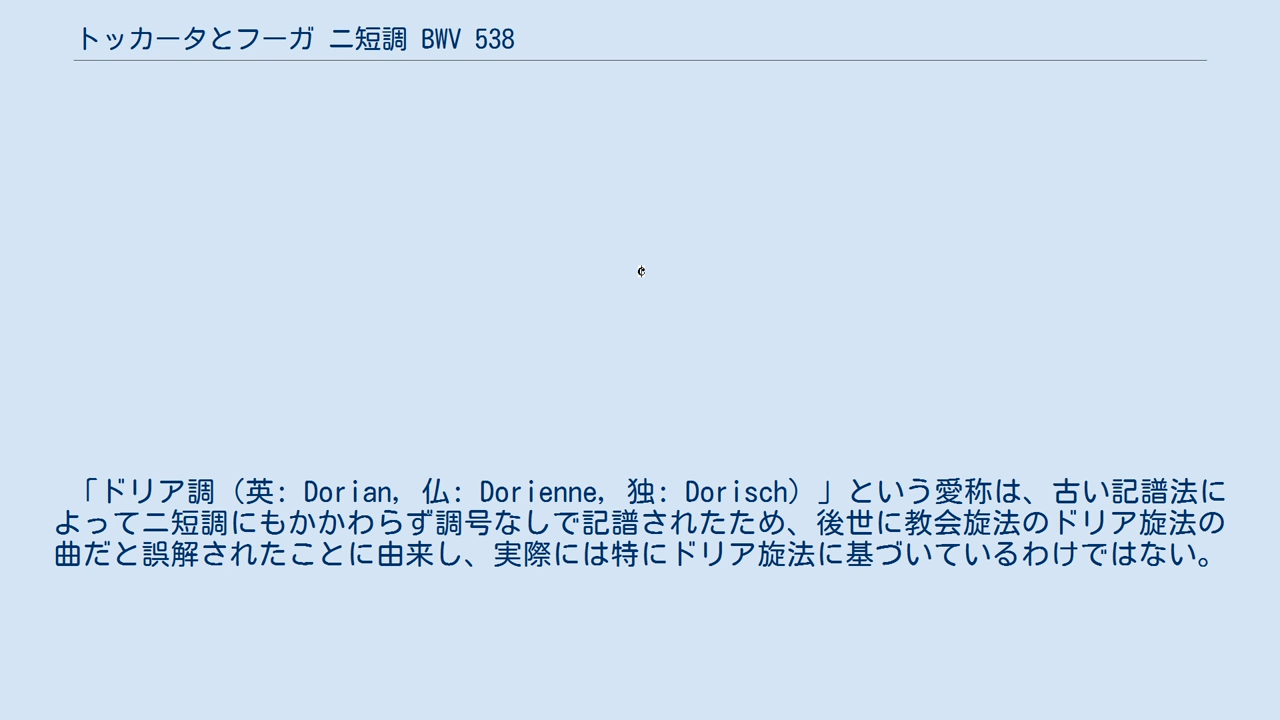 トッカータとフーガ ニ短調 BWV 538
¢
「ドリア調（英: Dorian, 仏: Dorienne, 独: Dorisch）」という愛称は、古い記譜法に
よってニ短調にもかかわらず調号なしで記譜されたため、後世に教会旋法のドリア旋法の
曲だと誤解されたことに由来し、実際には特にドリア旋法に基づいているわけではない。